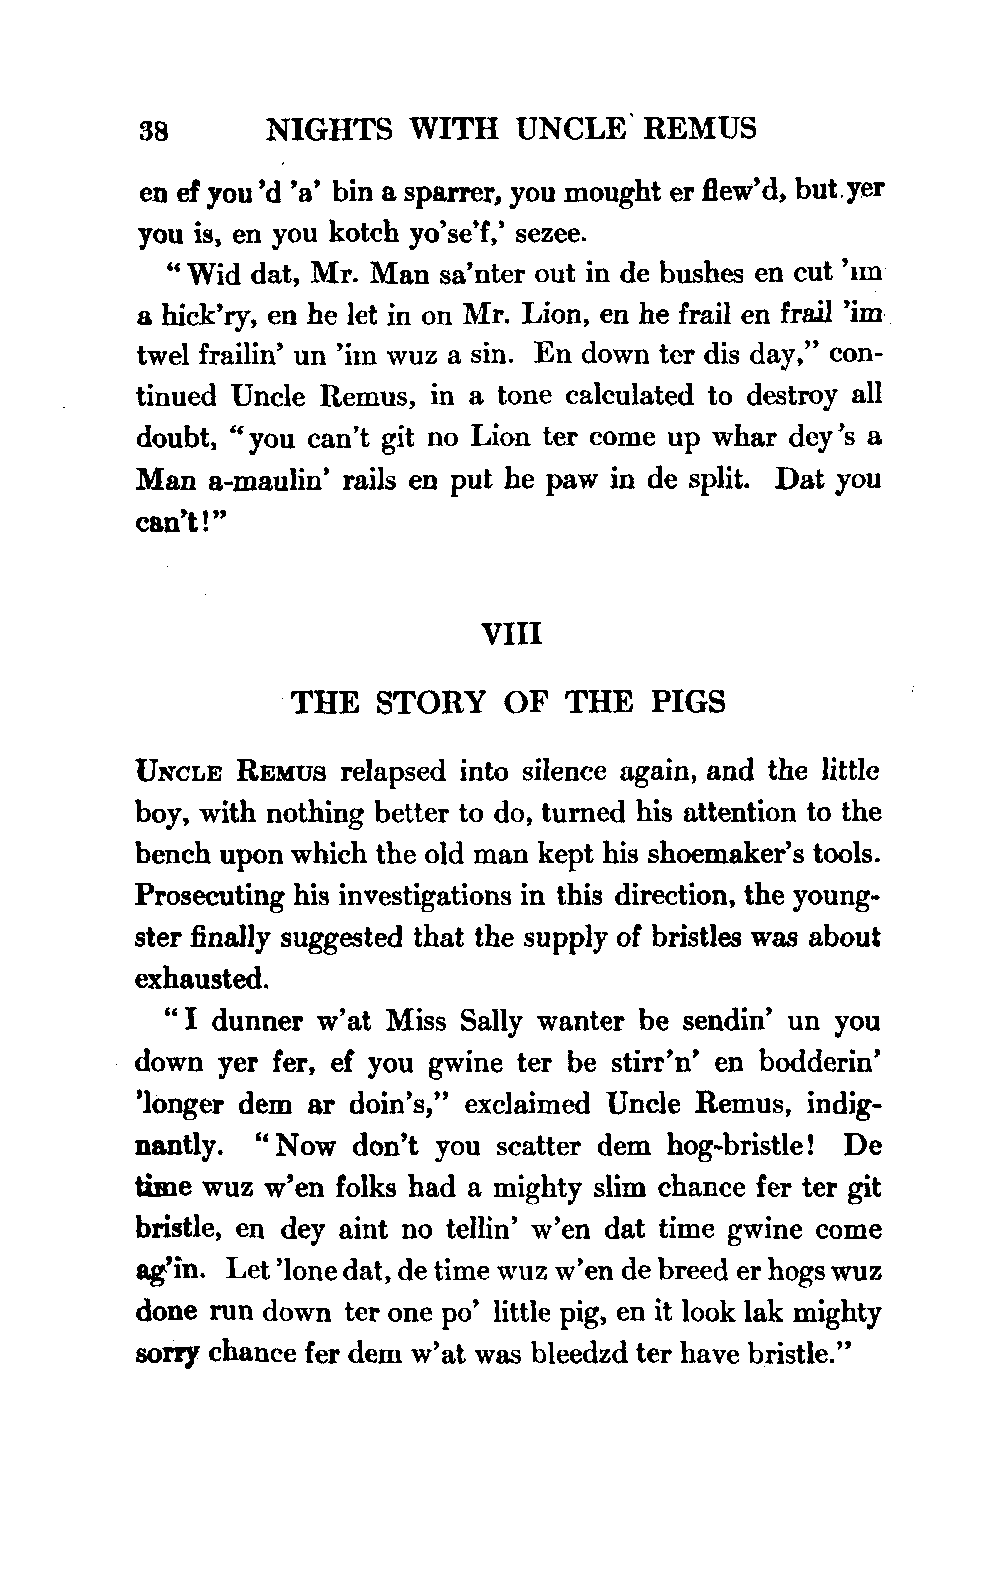 38 NIGHTS WITH UNCLE REMUS
en ef you 'd 'a' bin a sparrer, you mought er flew'd, but yer
you is, en you kotch yo'se'f,' sezee.
"Wid dat, Mr. Man sa'nter out in de bushes en cut 'im
a hick'ry, en he let in on Mr. Lion, en he frail en frail 'im
twel frailin' un 'im wuz a sin. En down ter dis day," con-
tinued Uncle Remus, in a tone calculated to destroy all
doubt, "you can't git no Lion ter come up whar dey 's a
Man a-maulin' rails en put he paw in de split. Dat you
can't!"
VIII
THE STORY OF THE PIGS
UNCLE REMUS relapsed into silence again, and the little
boy, with nothing better to do, turned his attention to the
bench upon which the old man kept his shoemaker's tools.
Prosecuting his investigations in this direction, the young-
ster finally suggested that the supply of bristles was about
exhausted.
"I dunner w'at Miss Sally wanter be sendin' un you
down yer fer, ef you gwine ter be stirr'n' en bodderin'
'longer dem ar doin's," exclaimed Uncle Remus, indig-
nantly. "Now don't you scatter dem hog-bristle! De
time wuz w'en folks had a mighty slim chance fer ter git
bristle, en dey aint no tellin' w'en dat time gwine come
ag'in. Let 'lone dat, de time wuz w'en de breed er hogs wuz
done run down ter one po' little pig, en it look lak mighty
sorry chance fer dem w'at was bleedzd ter have bristle."